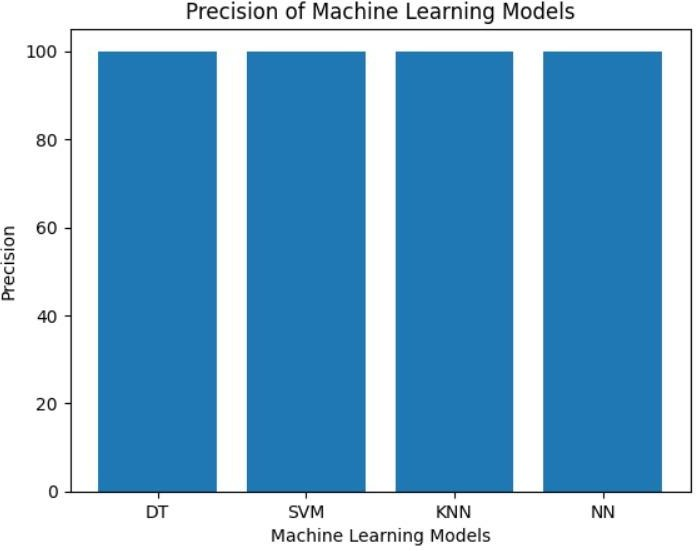 Precision of Machine Learning Models
100
80
60
40
20
0
Precision
DT SVM KNN NN
Machine Learning Models